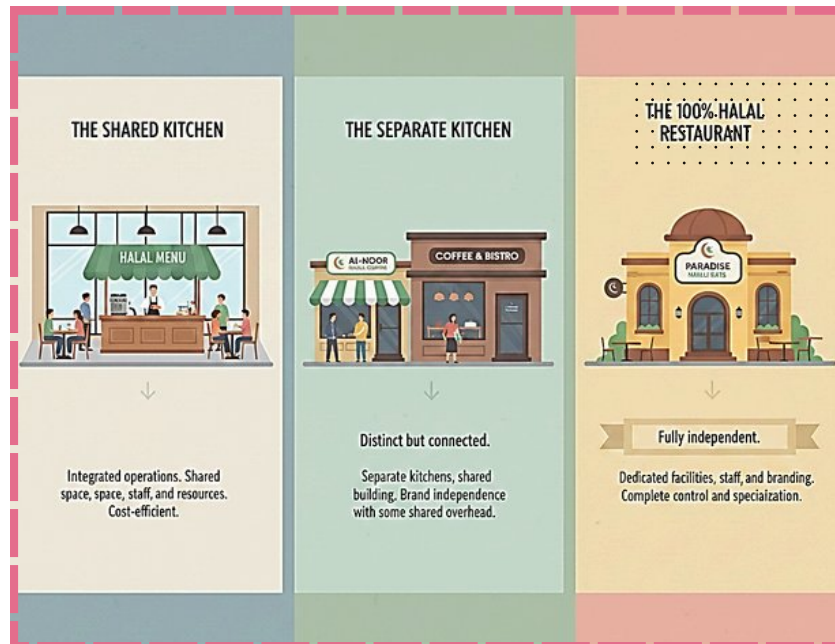 THE SHARED KITCHEN
HALAL MENU
Integrated operations. Shared
space, space, staff, and resources.
Cost-efficient.
THE SEPARATE KITCHEN
Al-NOOR
COFFEE & BISTRO
Distinct but connected.
Separate kitchens, shared
building. Brand independence
with some shared overhead.
THE 100% HALAL
RESTAURANT
PARADISE
Fully independent.
Dedicated facilities, staff, and branding.
Complete control and speciaization.